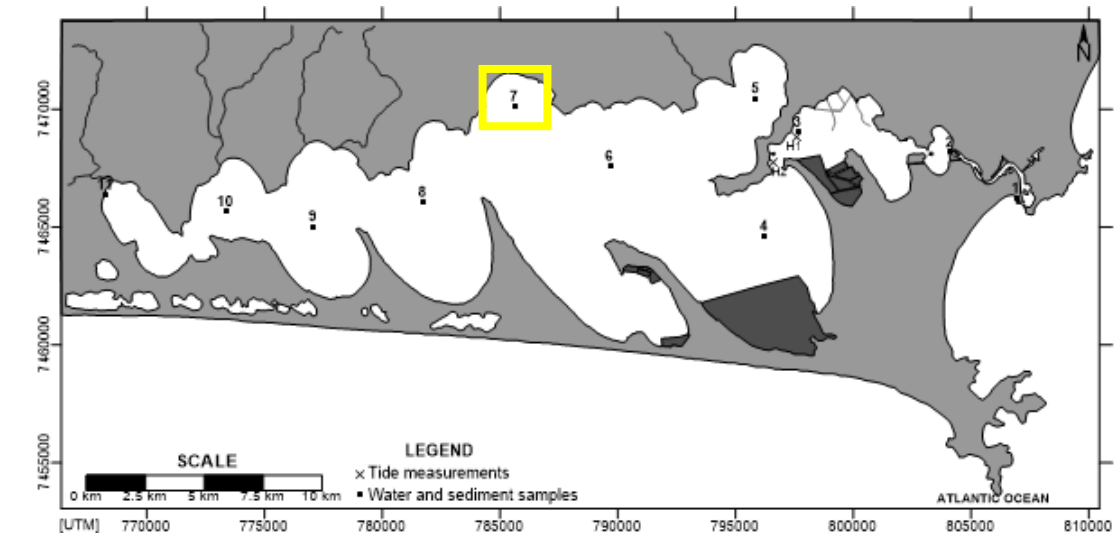 N
5
7
3
H1
2
6
H2
11
1
8
10
9
4
7470000
7465000
7460000
7455000
SCALE
0 km 2.5 km 5 km 7.5 km 10 km
LEGEND
× Tide measurements
▪ Water and sediment samples
ATLANTIC OCEAN
[UTM] 770000 775000 780000 785000 790000 795000 800000 805000 810000